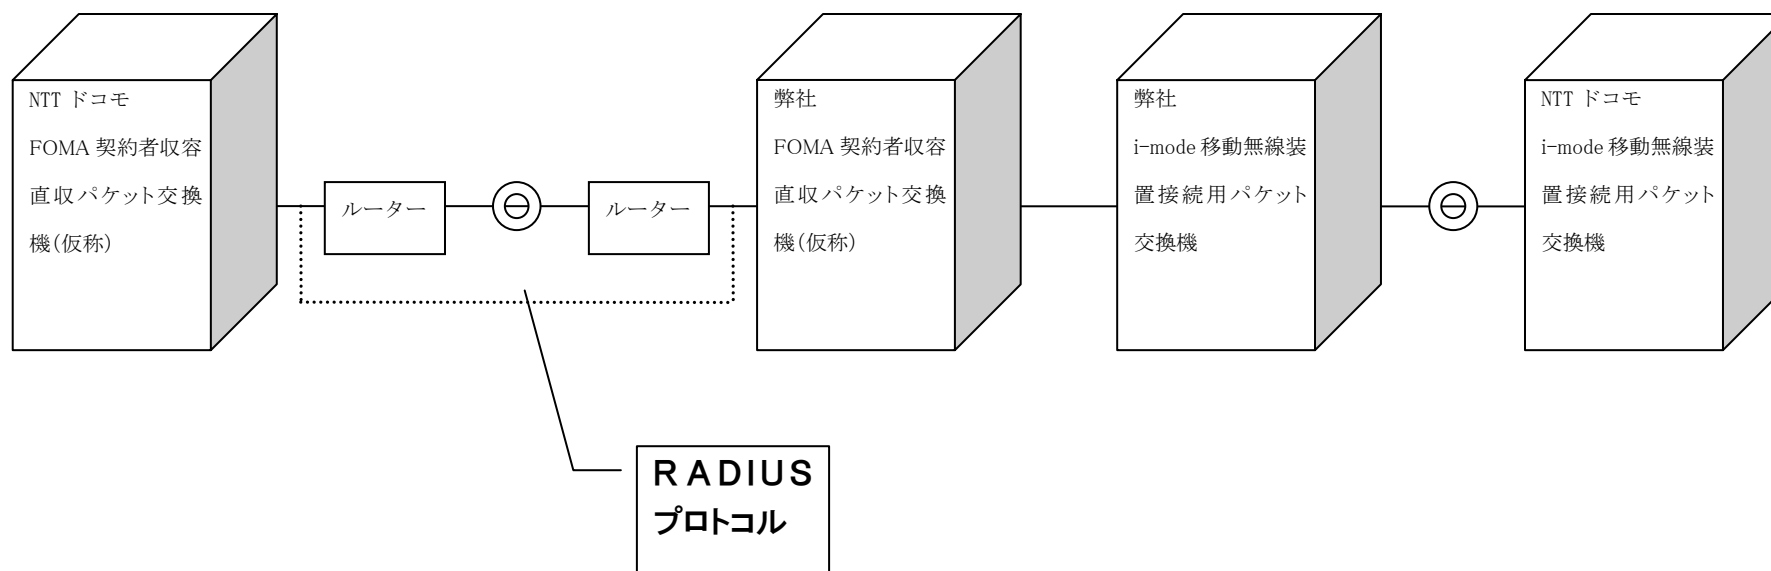 NTT ドコモ
FOMA 契約者収容
直収パケット交換
機(仮称)
ルーター
ルーター
弊社
FOMA 契約者収容
直収パケット交換
機(仮称)
弊社
i-mode 移動無線装
置接続用パケット
交換機
NTT ドコモ
i-mode 移動無線装
置接続用パケット
交換機
RADIUS
プロトコル